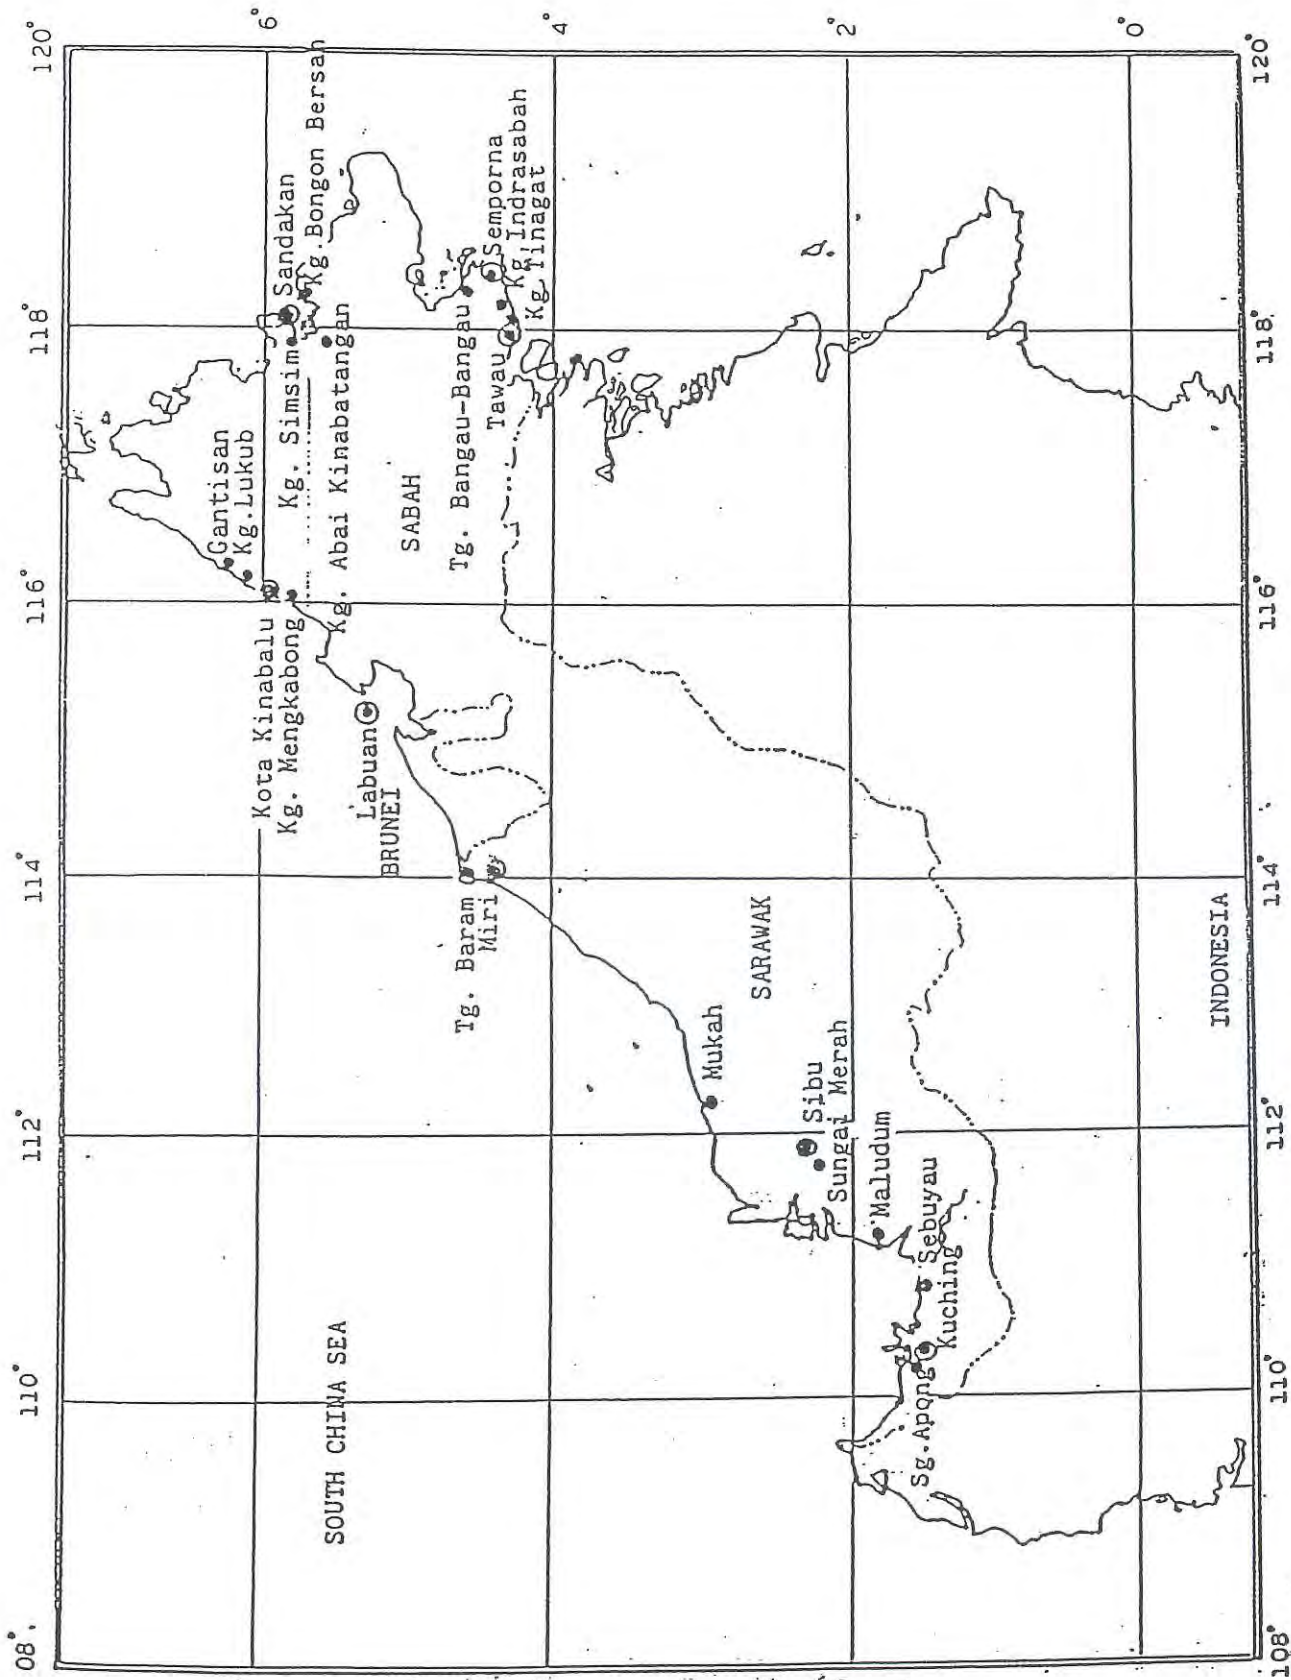 08°
110°
112°
114°
116°
118°
120°
6°
4°
2°
0°
Gantisan
Kg.Lukub
Kota Kinabalu
Kg. Mengkabong
Kg. Simsim
Sandakan
Kg.Bongon Bersah
Kg. Abai Kinabatangan
Labuan
BRUNEI
SABAH
Tg. Bangau-Bangau
Semporna
Kg. Indrasabah
Kg. Tinagat
Tawau
Tg. Baram
Miri
SOUTH CHINA SEA
Mukah
SARAWAK
Sibu
Sungai Merah
Maludum
Sebuyau
Kuching
Sg.Apong
INDONESIA
108°
110°
112°
114°
116°
118°
120°